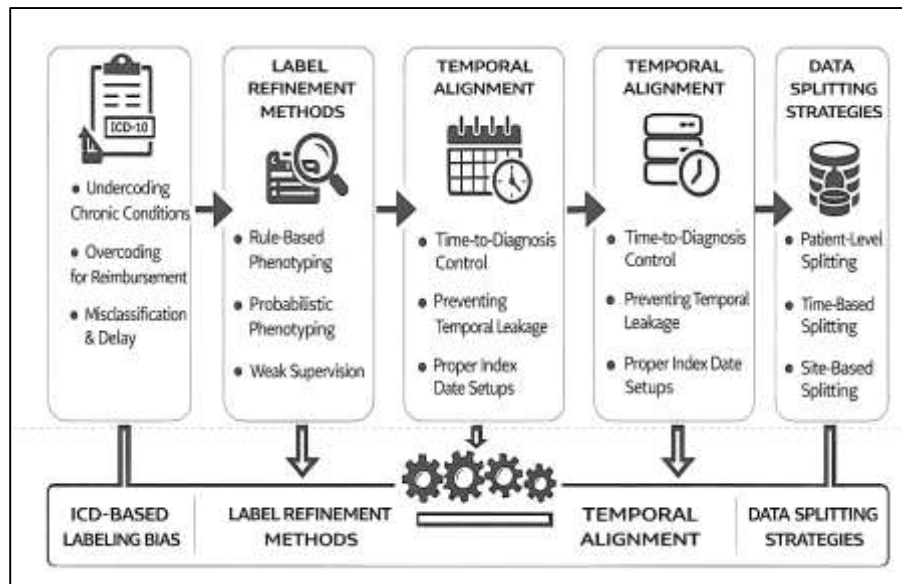 ICD-10
• Undercoding
Chronic Conditions
• Overcoding
for Reimbursement
• Misclassification
& Delay
LABEL
REFINEMENT
METHODS
• Rule-Based
Phenotyping
• Probabilistic
Phenotyping
• Weak Supervision
TEMPORAL
ALIGNMENT
• Time-to-Diagnosis
Control
• Preventing
Temporal Leakage
• Proper Index
Date Setups
TEMPORAL
ALIGNMENT
• Time-to-Diagnosis
Control
• Preventing Temporal
Leakage
• Proper Index Date
Setups
DATA
SPLITTING
STRATEGIES
• Patient-Level
Splitting
• Time-Based
Splitting
• Site-Based
Splitting
ICD-BASED
LABELING BIAS
LABEL REFINEMENT
METHODS
TEMPORAL
ALIGNMENT
DATA SPLITTING
STRATEGIES